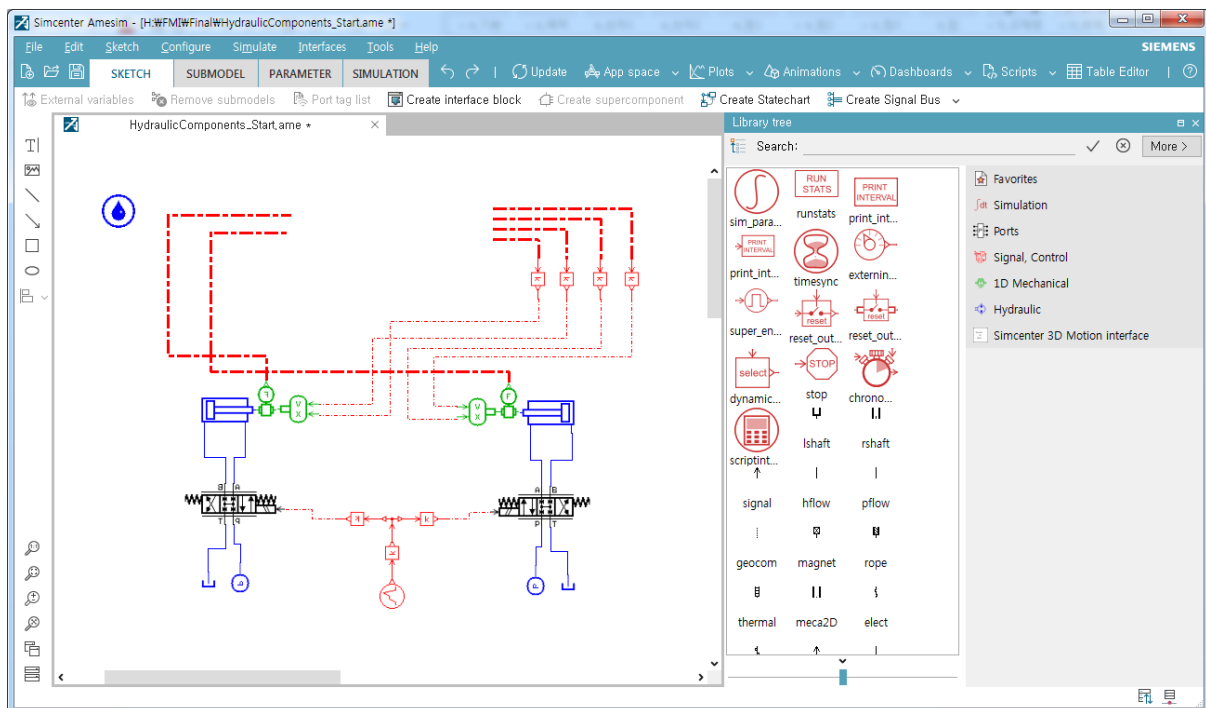 Simcenter Amesim - [H:₩FMI₩Final₩HydraulicComponents_Start.ame *]
File Edit Sketch Configure Simulate Interfaces Tools Help
SIEMENS
SKETCH SUBMODEL PARAMETER SIMULATION Update App space Plots Animations Dashboards Scripts Table Editor
External variables Remove submodels Port tag list Create interface block Create supercomponent Create Statechart Create Signal Bus
HydraulicComponents_Start.ame *
Library tree
Search:
More >
RUN STATS
PRINT INTERVAL
sim_para... runstats print_int...
PRINT INTERVAL
print_int... timesync externin...
reset
reset
super_en... reset_out... reset_out...
select
STOP
dynamic... stop chrono...
scriptint... lshaft rshaft
signal hflow pflow
geocom magnet rope
thermal meca2D elect
Favorites
Simulation
Ports
Signal, Control
1D Mechanical
Hydraulic
Simcenter 3D Motion interface
k k k k
F F
V X
V X
B A
A B
T P
P T
k k
k
P P